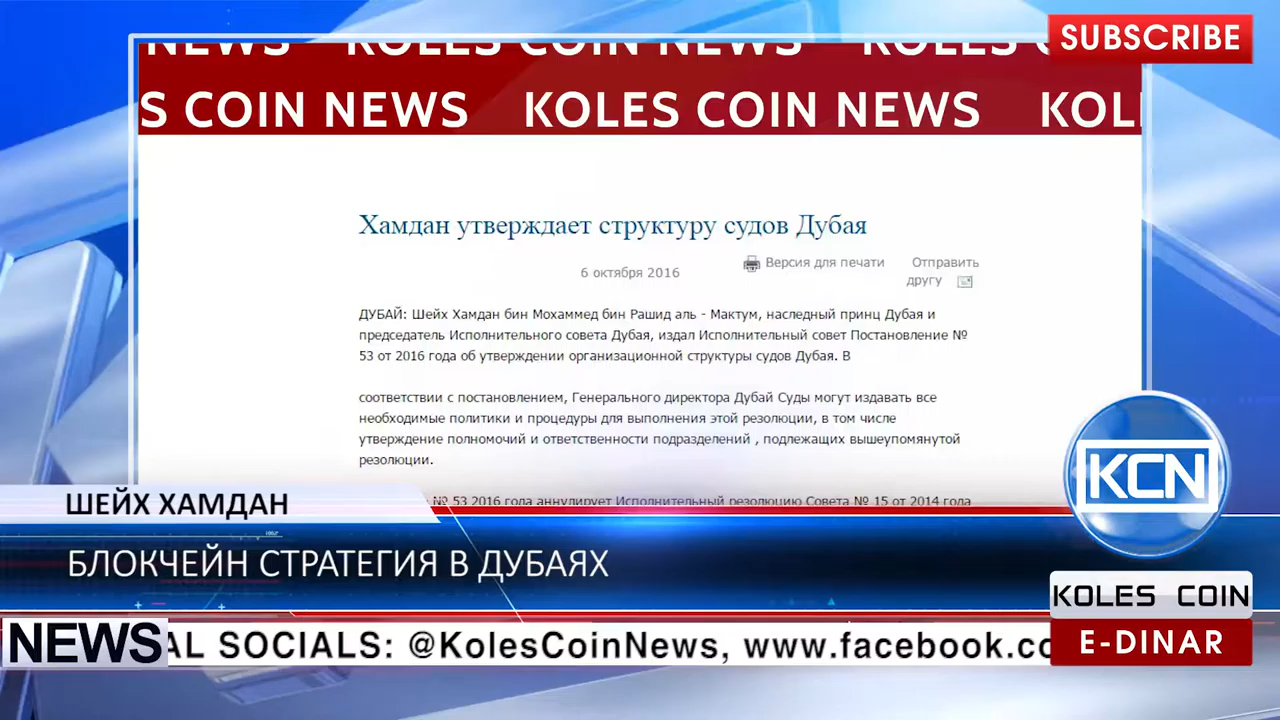 SUBSCRIBE
NEWS KOLES COIN NEWS KOLES
S COIN NEWS KOLES COIN NEWS KOL
Хамдан утверждает структуру судов Дубая
6 октября 2016
Версия для печати
Отправить
другу
ДУБАЙ: Шейх Хамдан бин Мохаммед бин Рашид аль - Мактум, наследный принц Дубая и
председатель Исполнительного совета Дубая, издал Исполнительный совет Постановление №
53 от 2016 года об утверждении организационной структуры судов Дубая. В
соответствии с постановлением, Генерального директора Дубай Суды могут издавать все
необходимые политики и процедуры для выполнения этой резолюции, в том числе
утверждение полномочий и ответственности подразделений , подлежащих вышеупомянутой
резолюции.
№ 53 2016 года аннулирует Исполнительный резолюцию Совета № 15 от 2014 года
KCN
ШЕЙХ ХАМДАН
БЛОКЧЕЙН СТРАТЕГИЯ В ДУБАЯХ
KOLES COIN
E-DINAR
NEWS
AL SOCIALS: @KolesCoinNews, www.facebook.co